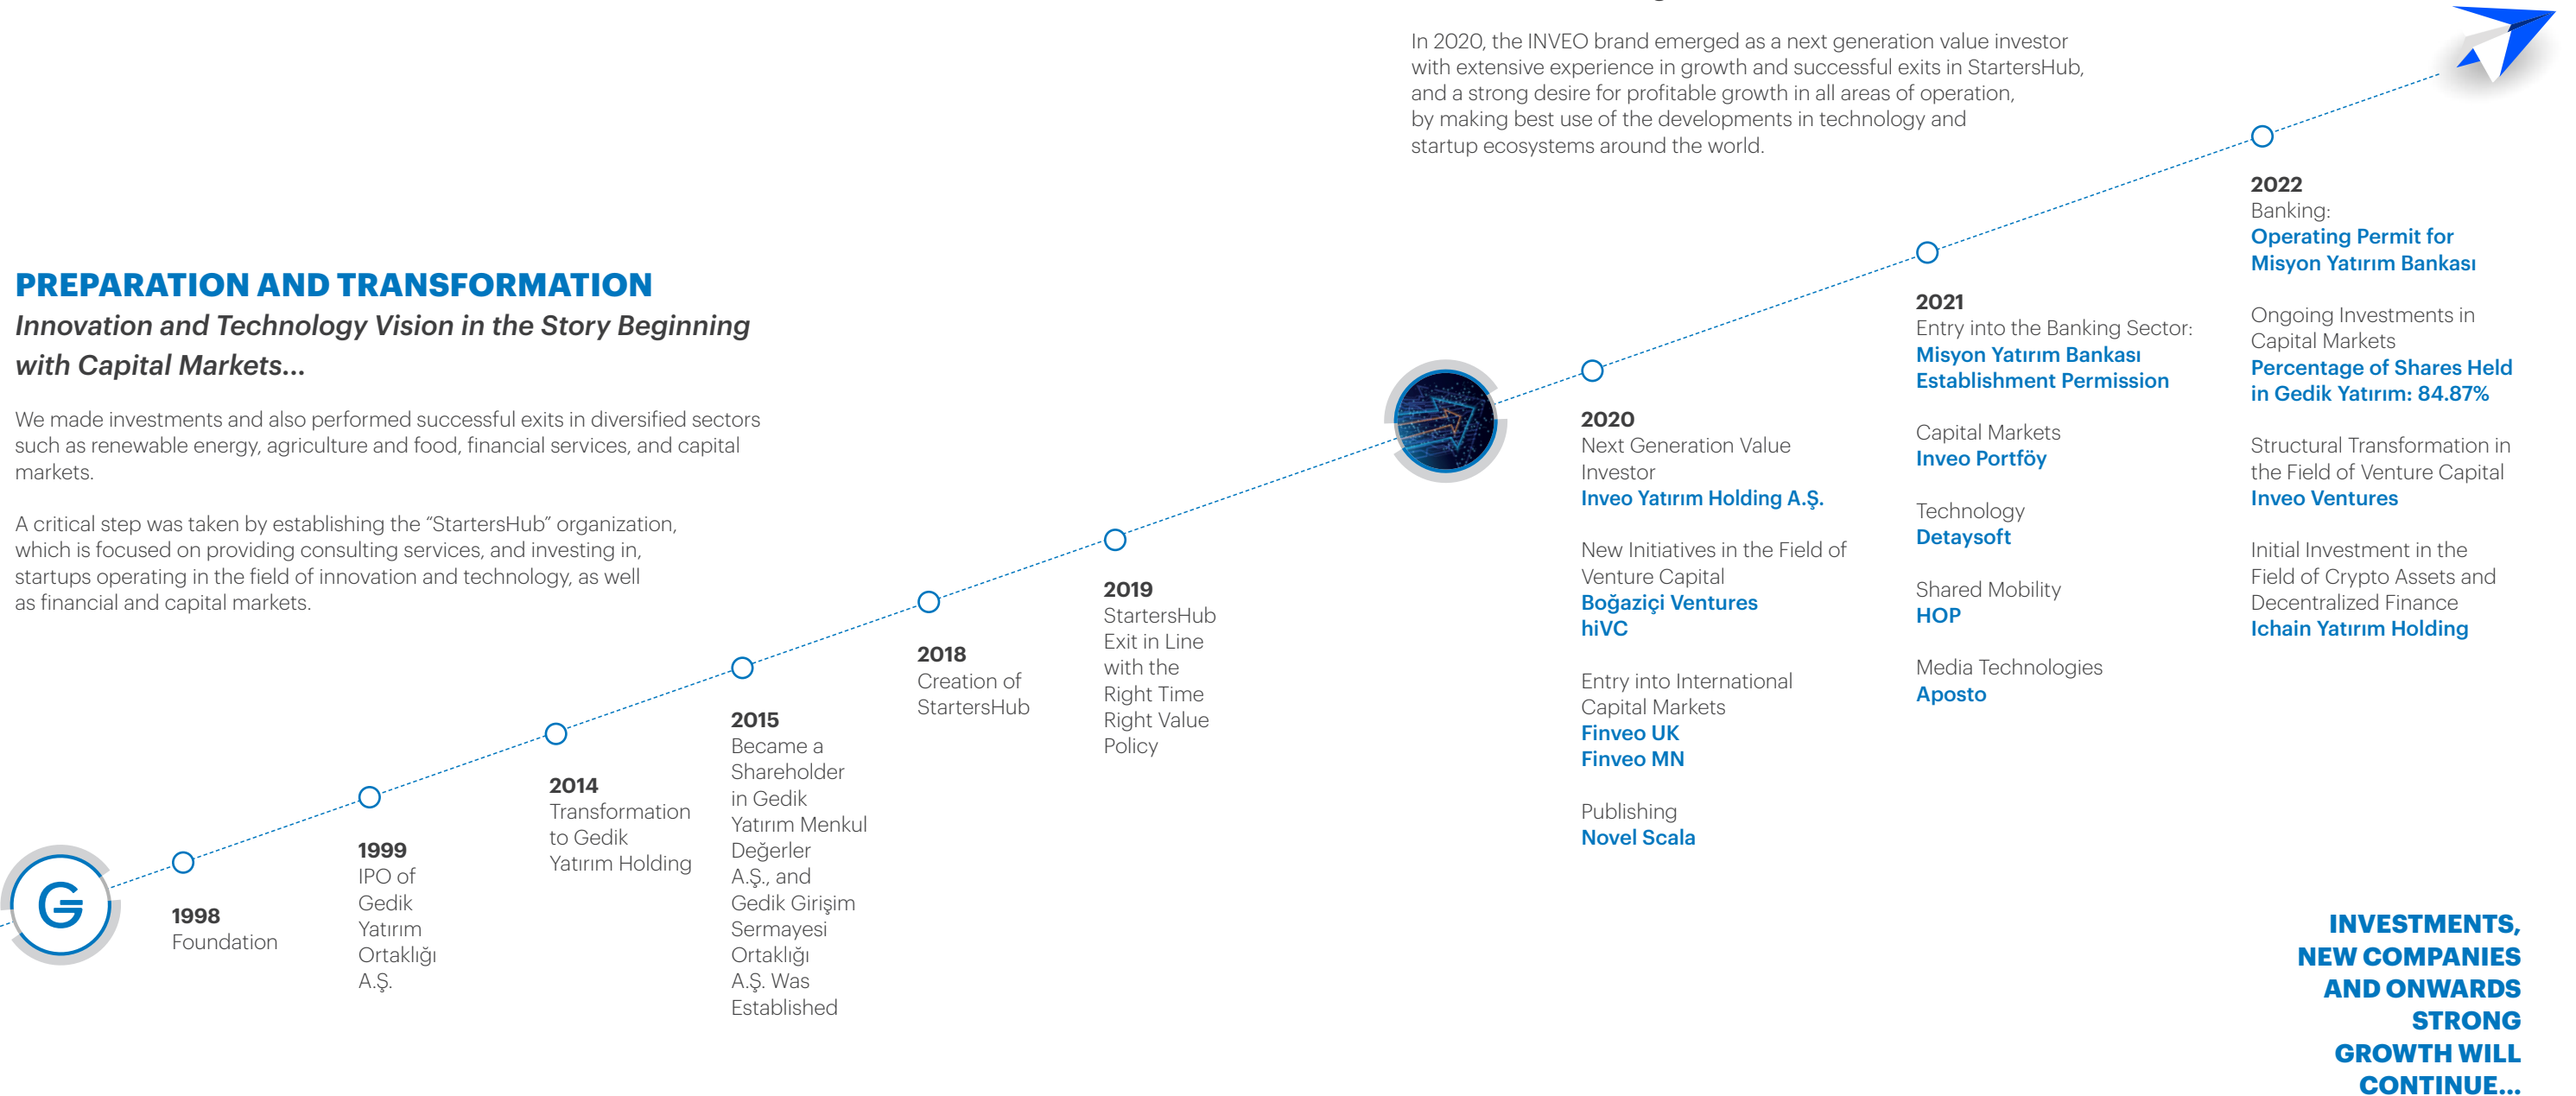 In 2020, the INVEO brand emerged as a next generation value investor
with extensive experience in growth and successful exits in StartersHub,
and a strong desire for profitable growth in all areas of operation,
by making best use of the developments in technology and
startup ecosystems around the world.
PREPARATION AND TRANSFORMATION
Innovation and Technology Vision in the Story Beginning
with Capital Markets...
We made investments and also performed successful exits in diversified sectors
such as renewable energy, agriculture and food, financial services, and capital
markets.
A critical step was taken by establishing the “StartersHub” organization,
which is focused on providing consulting services, and investing in,
startups operating in the field of innovation and technology, as well
as financial and capital markets.
G
1998
Foundation
1999
IPO of
Gedik
Yatırım
Ortaklığı
A.Ş.
2014
Transformation
to Gedik
Yatırım Holding
2015
Became a
Shareholder
in Gedik
Yatırım Menkul
Değerler
A.Ş., and
Gedik Girişim
Sermayesi
Ortaklığı
A.Ş. Was
Established
2018
Creation of
StartersHub
2019
StartersHub
Exit in Line
with the
Right Time
Right Value
Policy
2020
Next Generation Value
Investor
Inveo Yatırım Holding A.Ş.
New Initiatives in the Field of
Venture Capital
Boğaziçi Ventures
hiVC
Entry into International
Capital Markets
Finveo UK
Finveo MN
Publishing
Novel Scala
2021
Entry into the Banking Sector:
Misyon Yatırım Bankası
Establishment Permission
Capital Markets
Inveo Portföy
Technology
Detaysoft
Shared Mobility
HOP
Media Technologies
Aposto
2022
Banking:
Operating Permit for
Misyon Yatırım Bankası
Ongoing Investments in
Capital Markets
Percentage of Shares Held
in Gedik Yatırım: 84.87%
Structural Transformation in
the Field of Venture Capital
Inveo Ventures
Initial Investment in the
Field of Crypto Assets and
Decentralized Finance
Ichain Yatırım Holding
INVESTMENTS,
NEW COMPANIES
AND ONWARDS
STRONG
GROWTH WILL
CONTINUE...